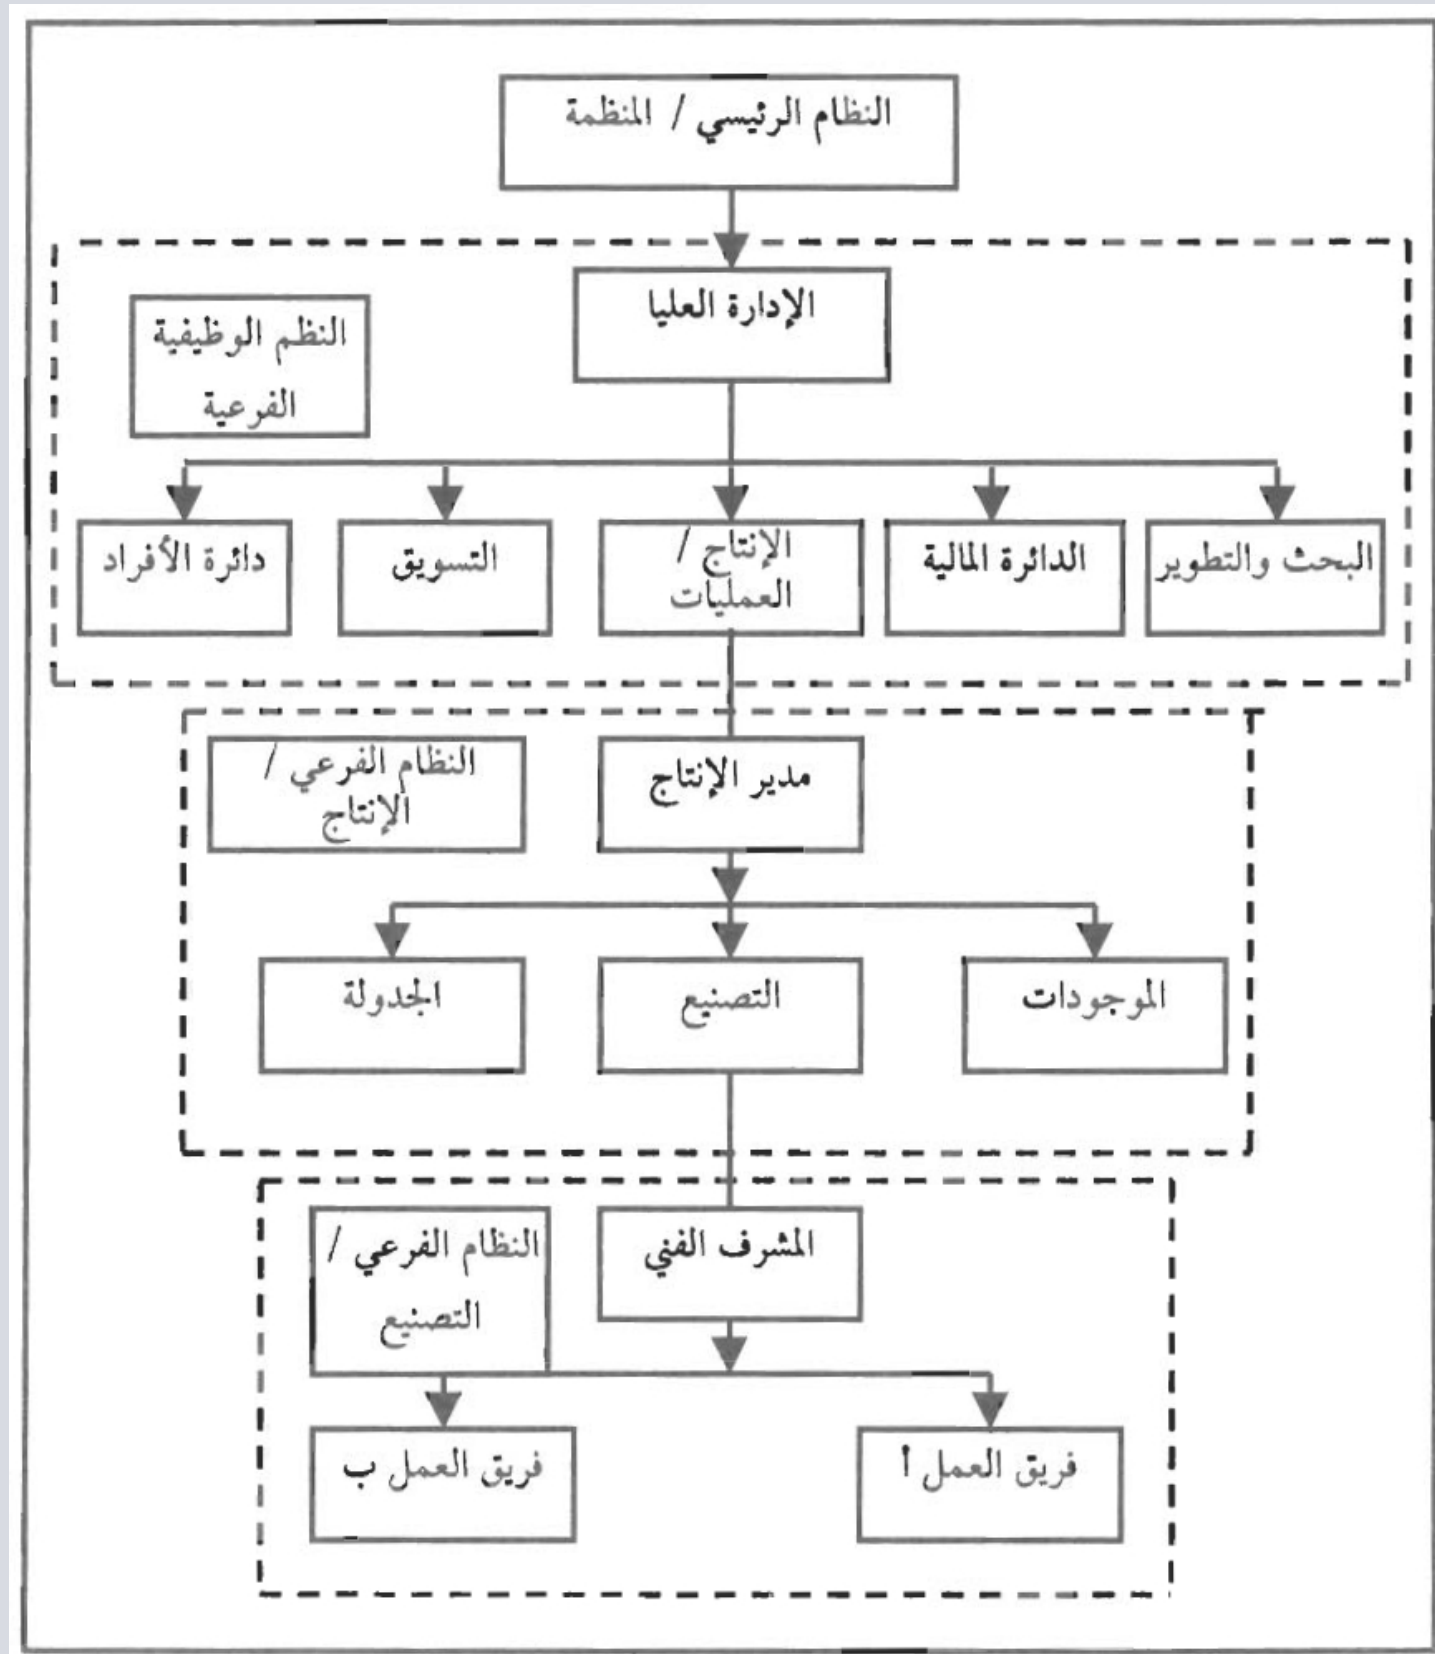 النظام الرئيسي / المنظمة
الإدارة العليا
النظم الوظيفية
الفرعية
البحث والتطوير
الدائرة المالية
الإنتاج /
العمليات
التسويق
دائرة الأفراد
مدير الإنتاج
النظام الفرعي /
الإنتاج
الموجودات
التصنيع
الجدولة
المشرف الفني
النظام الفرعي /
التصنيع
فريق العمل أ
فريق العمل ب